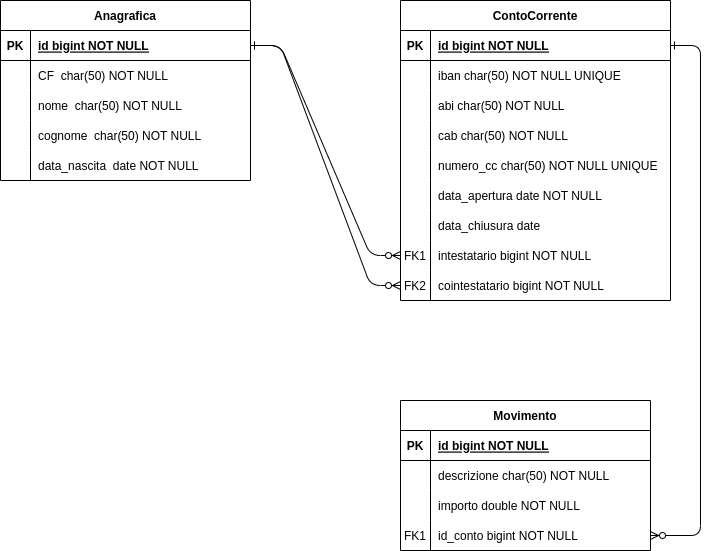 Anagrafica
PK id bigint NOT NULL
CF char(50) NOT NULL
nome char(50) NOT NULL
cognome char(50) NOT NULL
data_nascita date NOT NULL
ContoCorrente
PK id bigint NOT NULL
iban char(50) NOT NULL UNIQUE
abi char(50) NOT NULL
cab char(50) NOT NULL
numero_cc char(50) NOT NULL UNIQUE
data_apertura date NOT NULL
data_chiusura date
FK1 intestatario bigint NOT NULL
FK2 cointestatario bigint NOT NULL
Movimento
PK id bigint NOT NULL
descrizione char(50) NOT NULL
importo double NOT NULL
FK1 id_conto bigint NOT NULL